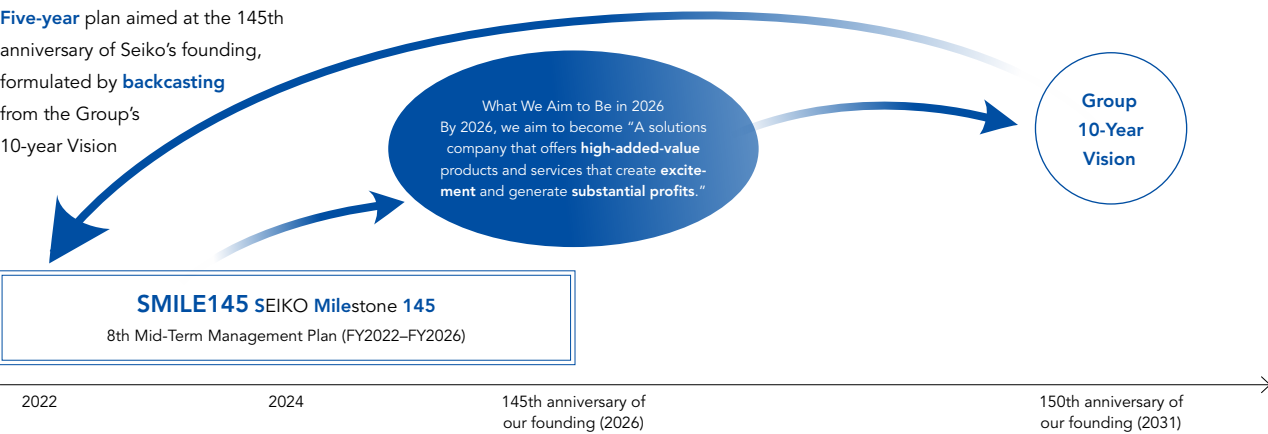 Five-year plan aimed at the 145th
anniversary of Seiko’s founding,
formulated by backcasting
from the Group’s
10-year Vision
What We Aim to Be in 2026
By 2026, we aim to become “A solutions
company that offers high-added-value
products and services that create excite-
ment and generate substantial profits.”
Group
10-Year
Vision
SMILE145 SEIKO Milestone 145
8th Mid-Term Management Plan (FY2022–FY2026)
2022
2024
145th anniversary of
our founding (2026)
150th anniversary of
our founding (2031)